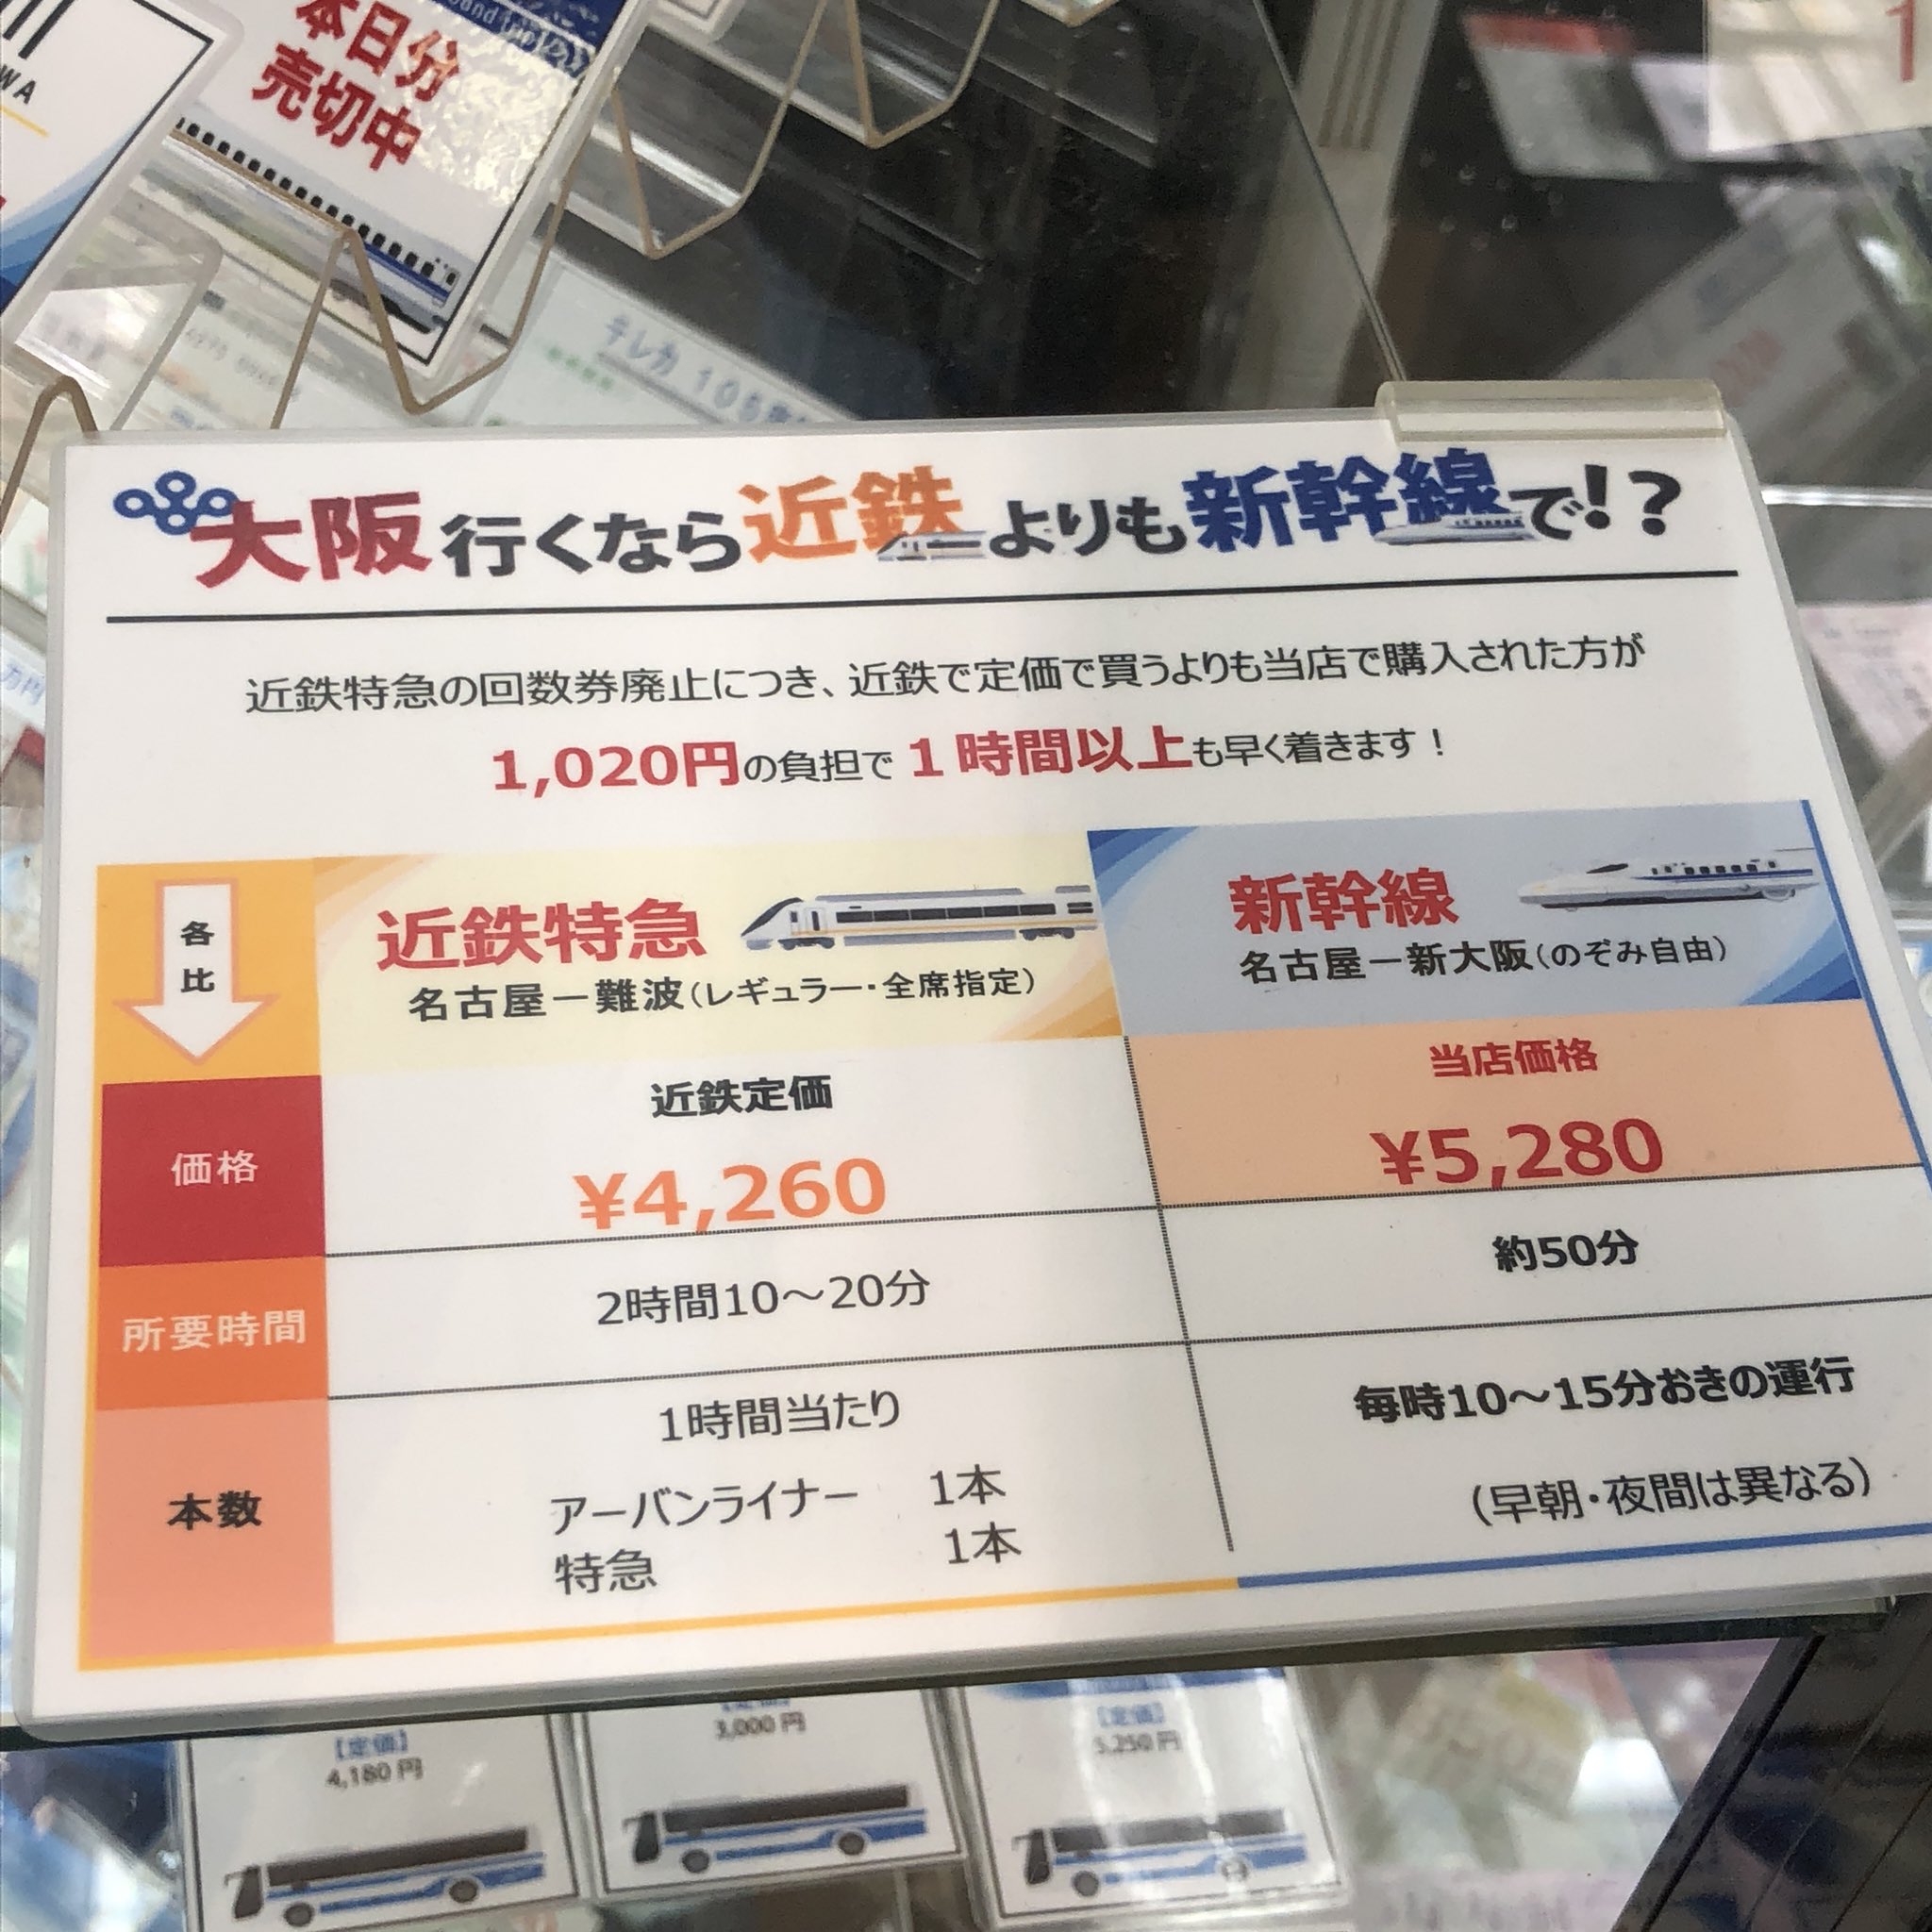 本日分
売切中
WA
テレカ 105
万円
大阪行くなら近鉄よりも新幹線で!?
近鉄特急の回数券廃止につき、近鉄で定価で買うよりも当店で購入された方が
1,020円の負担で1時間以上も早く着きます！
各
比
近鉄特急
名古屋－難波（レギュラー・全席指定）
新幹線
名古屋－新大阪（のぞみ自由）
価格
近鉄定価
¥4,260
当店価格
¥5,280
所要時間
2時間10～20分
約50分
本数
1時間当たり
アーバンライナー 1本
特急 1本
毎時10～15分おきの運行
（早朝・夜間は異なる）
【定価】
4,180円
【定価】
3,000円
【定価】
5,250円